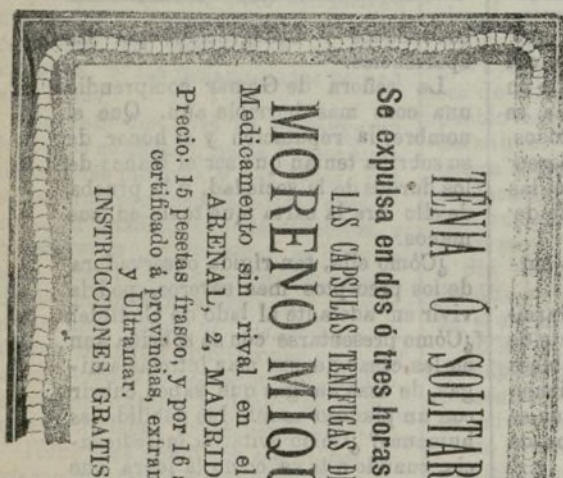 TÉNIA Ó SOLITAR
Se expulsa en dos ó tres horas
LAS CÁPSULAS TENÍFUGAS DE
MORENO MIQU
Medicamento sin rival en el
ARENAL, 2, MADRID
Precio: 15 pesetas frasco, y por 16 s
certificado á provincias, extran
y Ultramar.
INSTRUCCIONES GRATIS